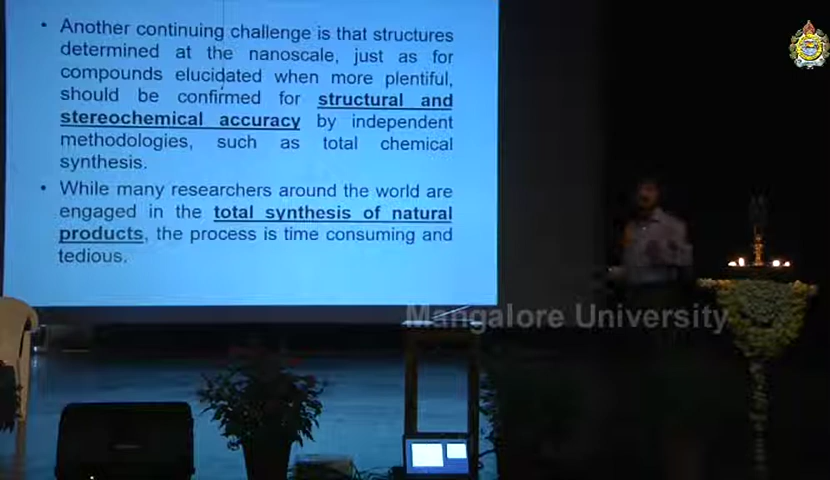 • Another continuing challenge is that structures
determined at the nanoscale, just as for
compounds elucidated when more plentiful,
should be confirmed for structural and
stereochemical accuracy by independent
methodologies, such as total chemical
synthesis.
• While many researchers around the world are
engaged in the total synthesis of natural
products, the process is time consuming and
tedious.
Mangalore University